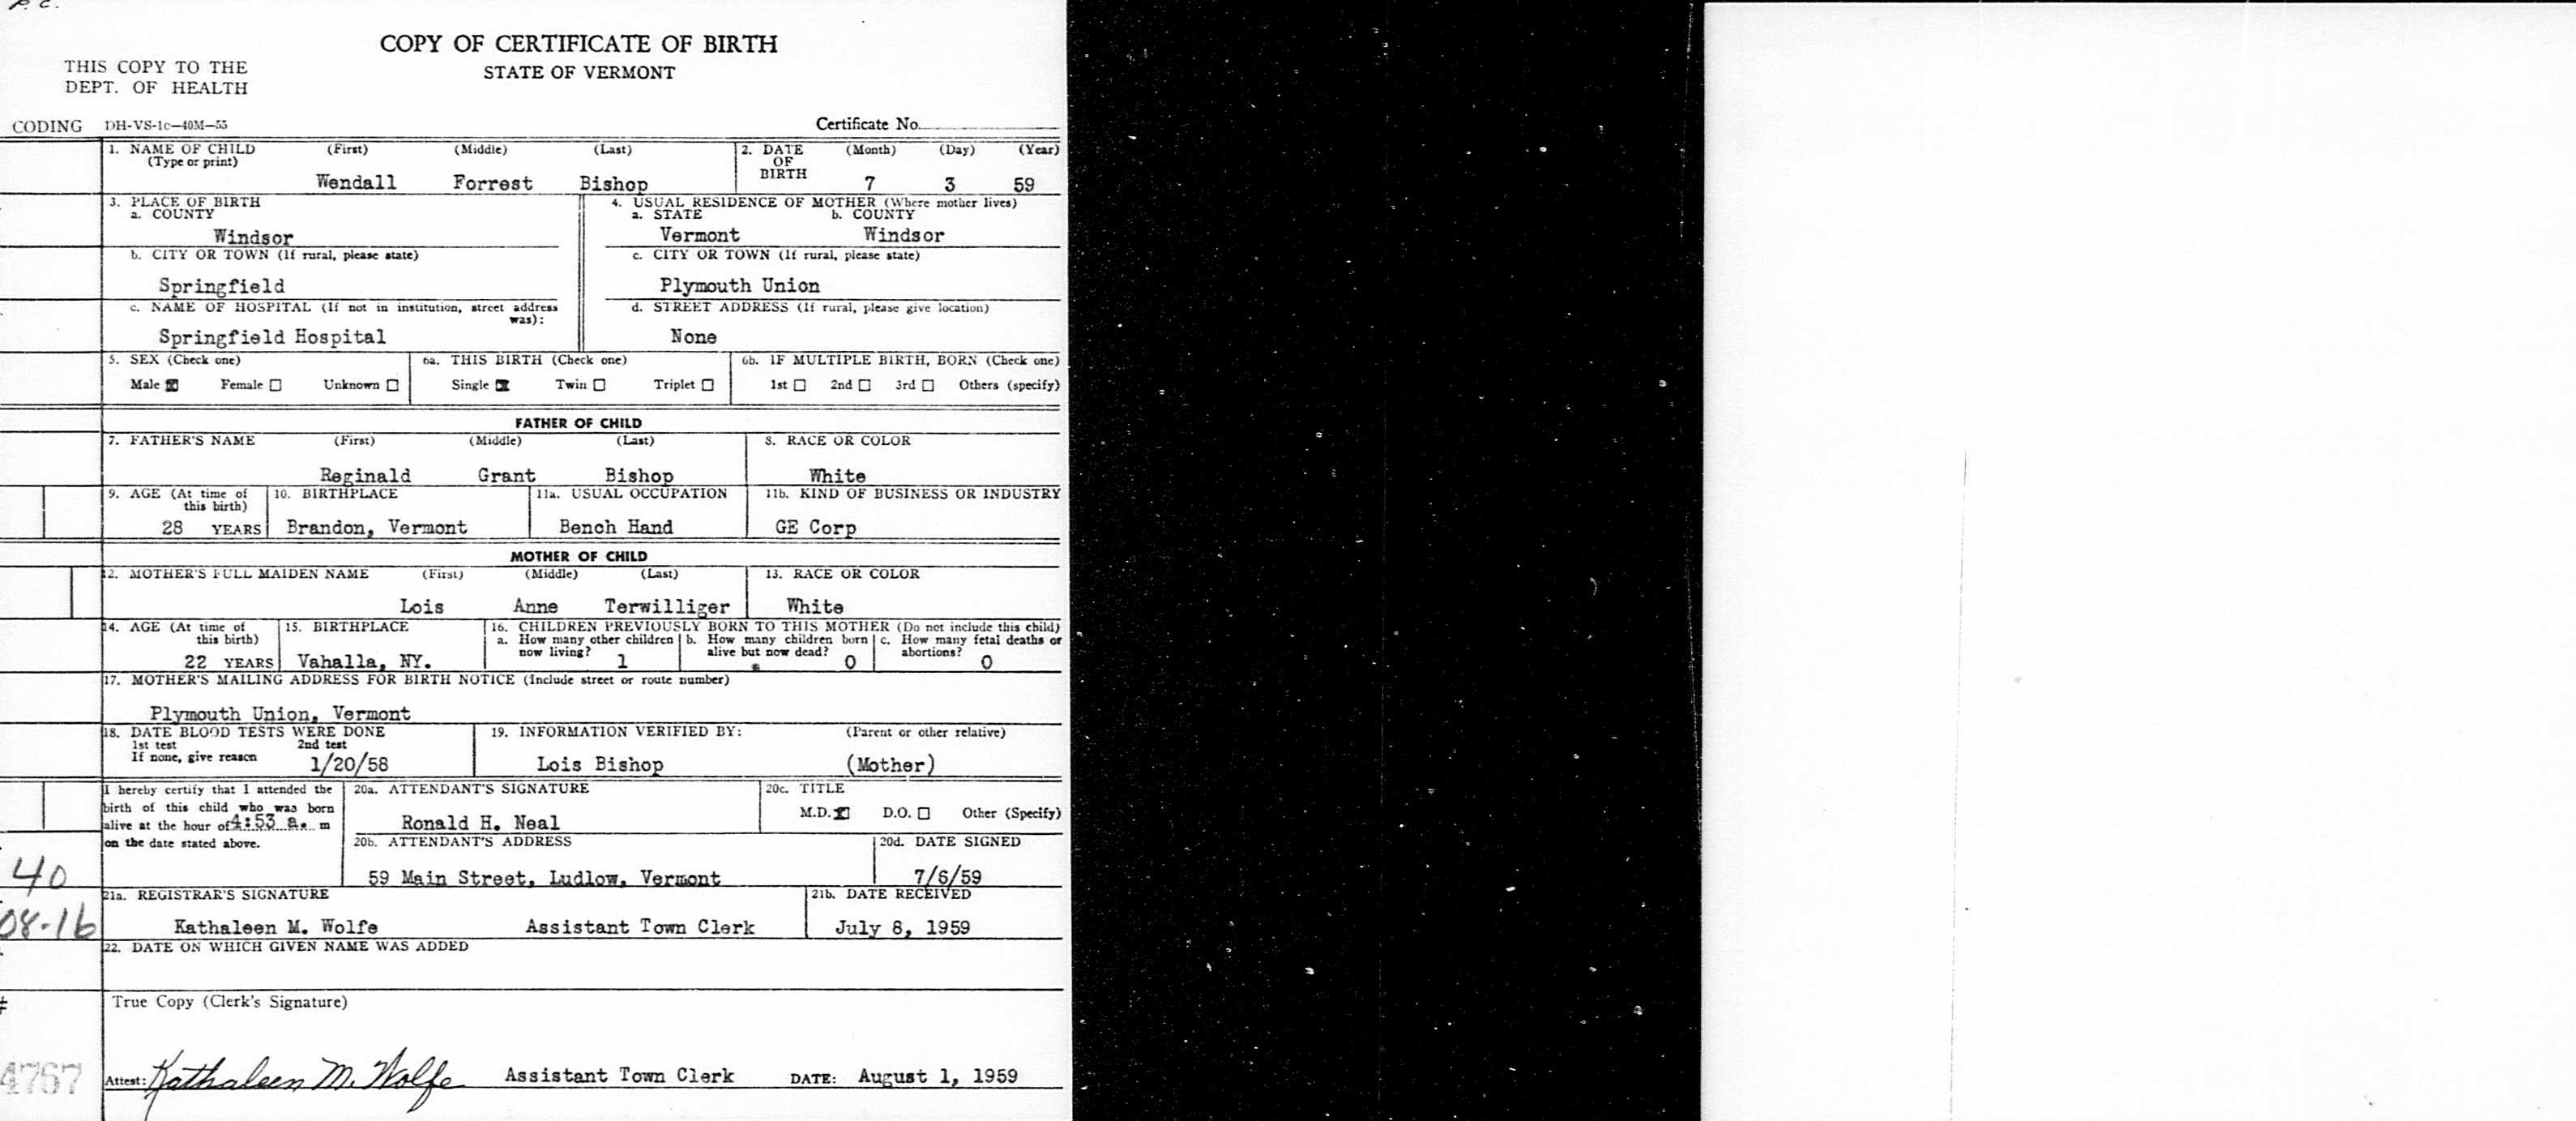 P. C.
COPY OF CERTIFICATE OF BIRTH
THIS COPY TO THE
DEPT. OF HEALTH
STATE OF VERMONT
CODING DH-VS-1c—40M—55 Certificate No.
1. NAME OF CHILD (First) (Middle) (Last) 2. DATE OF BIRTH (Month) (Day) (Year)
(Type or print)
Wendall Forrest Bishop 7 3 59
3. PLACE OF BIRTH 4. USUAL RESIDENCE OF MOTHER (Where mother lives)
a. COUNTY a. STATE b. COUNTY
Windsor Vermont Windsor
b. CITY OR TOWN (If rural, please state) c. CITY OR TOWN (If rural, please state)
Springfield Plymouth Union
c. NAME OF HOSPITAL (If not in institution, street address was): d. STREET ADDRESS (If rural, please give location)
Springfield Hospital None
5. SEX (Check one) 6a. THIS BIRTH (Check one) 6b. IF MULTIPLE BIRTH, BORN (Check one)
Male ☒ Female ☐ Unknown ☐ Single ☒ Twin ☐ Triplet ☐ 1st ☐ 2nd ☐ 3rd ☐ Others (specify)
FATHER OF CHILD
7. FATHER'S NAME (First) (Middle) (Last) 8. RACE OR COLOR
Reginald Grant Bishop White
9. AGE (At time of this birth) 10. BIRTHPLACE 11a. USUAL OCCUPATION 11b. KIND OF BUSINESS OR INDUSTRY
28 YEARS Brandon, Vermont Bench Hand GE Corp
MOTHER OF CHILD
12. MOTHER'S FULL MAIDEN NAME (First) (Middle) (Last) 13. RACE OR COLOR
Lois Anne Terwilliger White
14. AGE (At time of this birth) 15. BIRTHPLACE 16. CHILDREN PREVIOUSLY BORN TO THIS MOTHER (Do not include this child)
a. How many other children now living? b. How many children born alive but now dead? c. How many fetal deaths or abortions?
22 YEARS Vahalla, NY. 1 0 0
17. MOTHER'S MAILING ADDRESS FOR BIRTH NOTICE (Include street or route number)
Plymouth Union, Vermont
18. DATE BLOOD TESTS WERE DONE 19. INFORMATION VERIFIED BY: (Parent or other relative)
1st test 2nd test
If none, give reason 1/20/58 Lois Bishop (Mother)
I hereby certify that I attended the 20a. ATTENDANT'S SIGNATURE 20c. TITLE
birth of this child who was born
alive at the hour of 4:53 a. m Ronald H. Neal M.D. ☒ D.O. ☐ Other (Specify)
on the date stated above. 20b. ATTENDANT'S ADDRESS 20d. DATE SIGNED
40 59 Main Street, Ludlow, Vermont 7/6/59
21a. REGISTRAR'S SIGNATURE 21b. DATE RECEIVED
08-16 Kathaleen M. Wolfe Assistant Town Clerk July 8, 1959
22. DATE ON WHICH GIVEN NAME WAS ADDED
True Copy (Clerk's Signature)
4767 Attest: Kathaleen M. Wolfe Assistant Town Clerk DATE: August 1, 1959